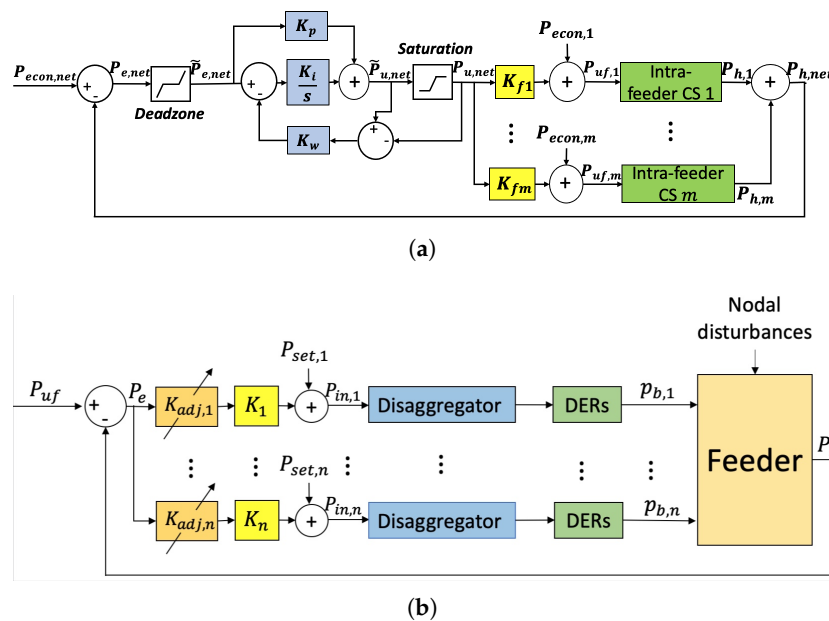 P_econ,net
+
-
P_e,net
Deadzone
P̃_e,net
K_p
-
K_i
s
+
K_w
P̃_u,net
+
-
Saturation
P_u,net
K_f1
P_econ,1
+
P_uf,1
Intra-
feeder CS 1
P_h,1
+
P_h,net
⋮
⋮
K_fm
P_econ,m
+
P_uf,m
Intra-feeder
CS m
P_h,m
-
(a)
Nodal
disturbances
P_uf
+
-
P_e
K_adj,1
K_1
P_set,1
+
P_in,1
Disaggregator
DERs
p_b,1
Feeder
P
⋮ ⋮ ⋮ ⋮ ⋮ ⋮
K_adj,n
K_n
P_set,n
+
P_in,n
Disaggregator
DERs
p_b,n
(b)